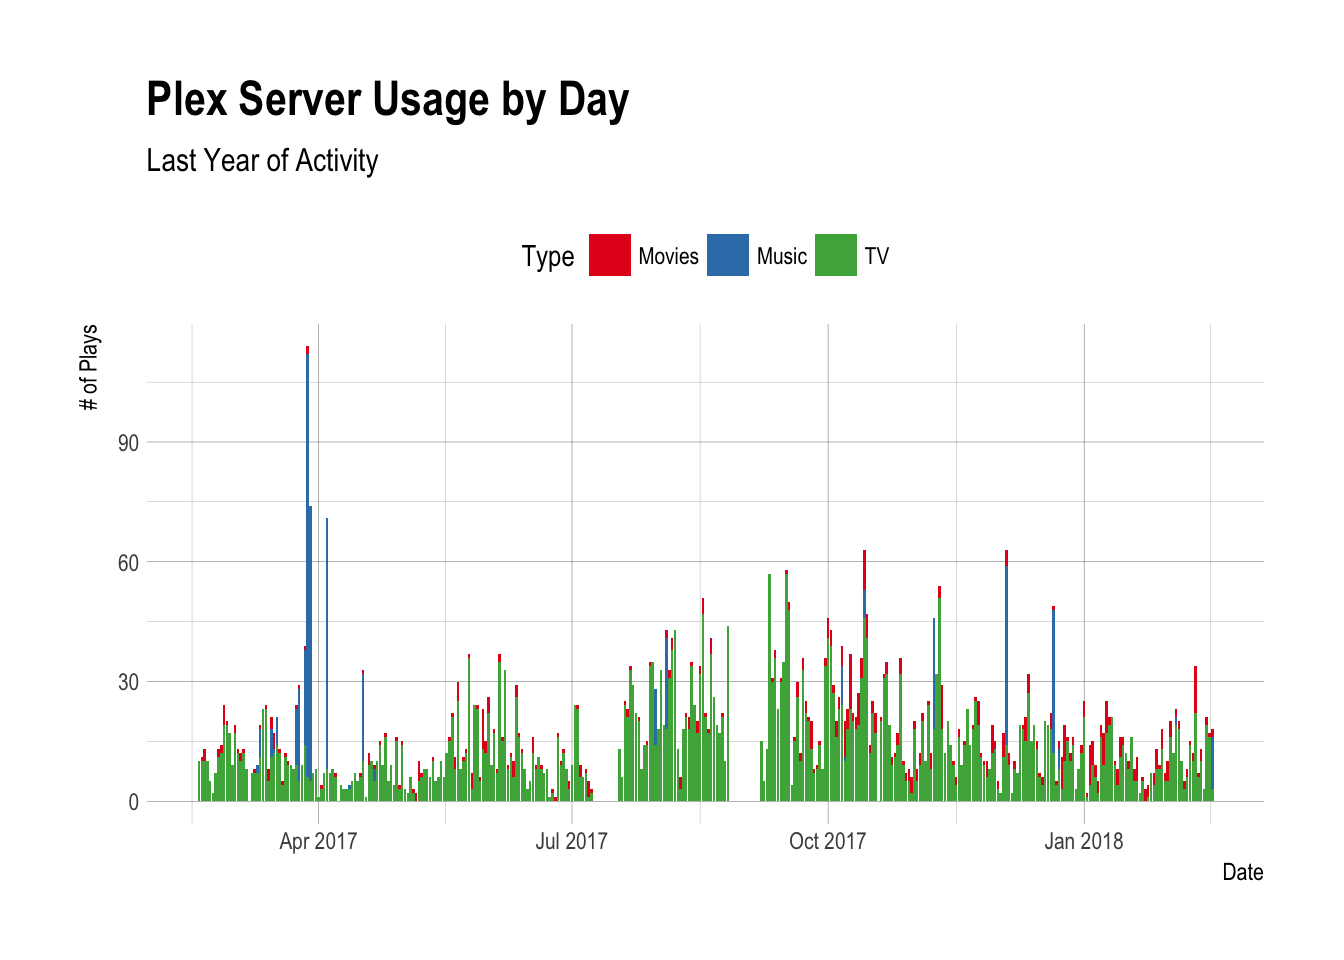 Plex Server Usage by Day
Last Year of Activity
Type Movies Music TV
# of Plays
90
60
30
0
Apr 2017 Jul 2017 Oct 2017 Jan 2018
Date